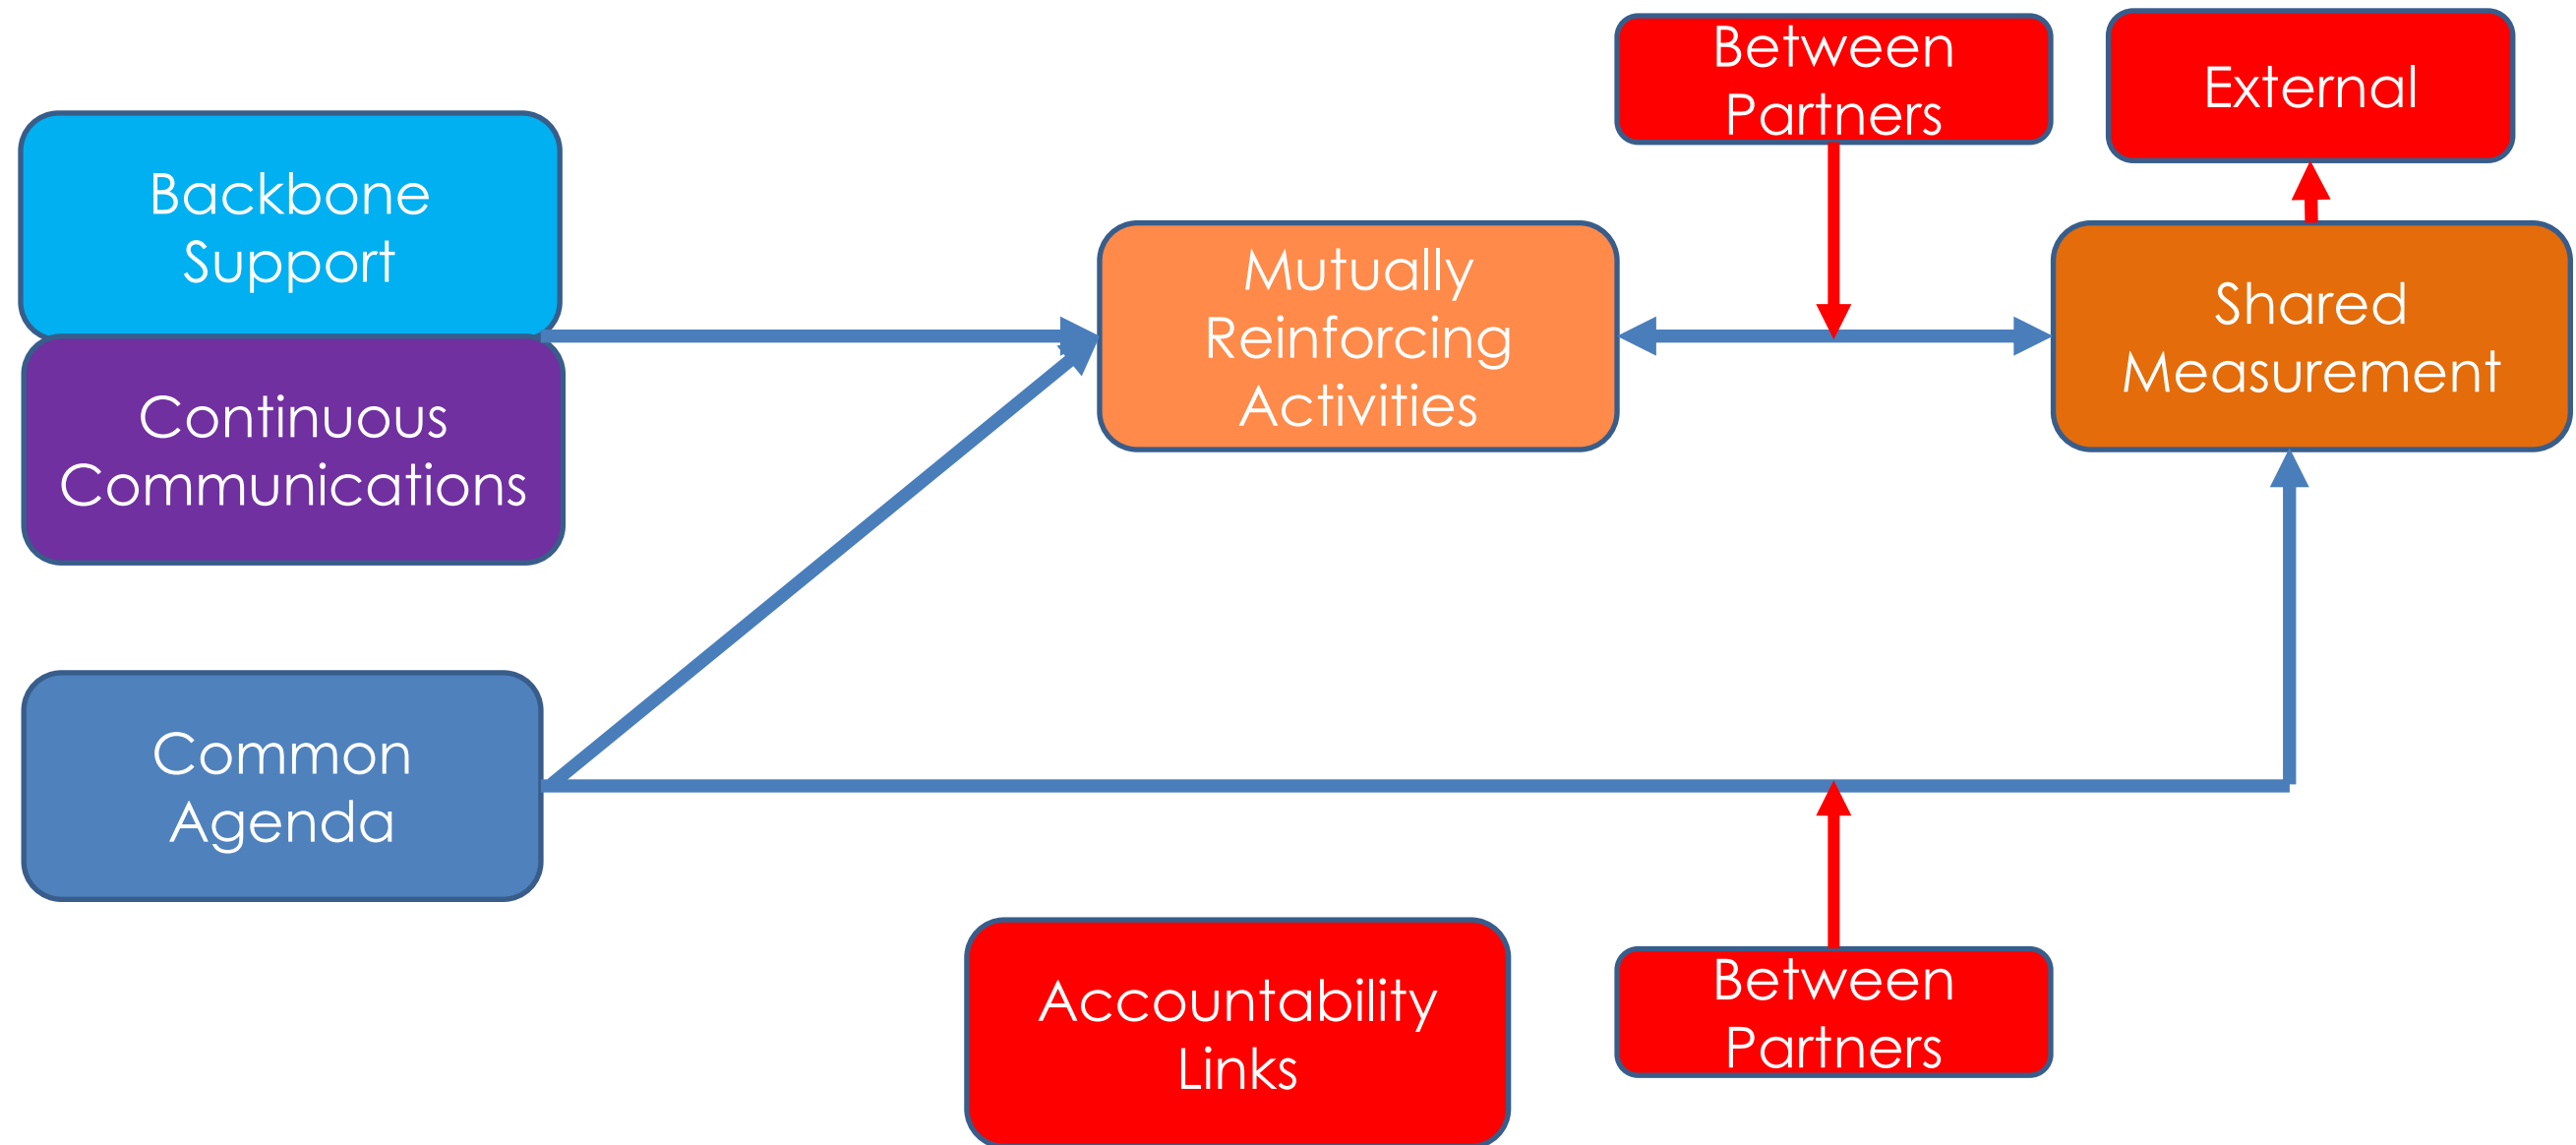 Between
Partners
External
Backbone
Support
Mutually
Reinforcing
Activities
Shared
Measurement
Continuous
Communications
Common
Agenda
Accountability
Links
Between
Partners